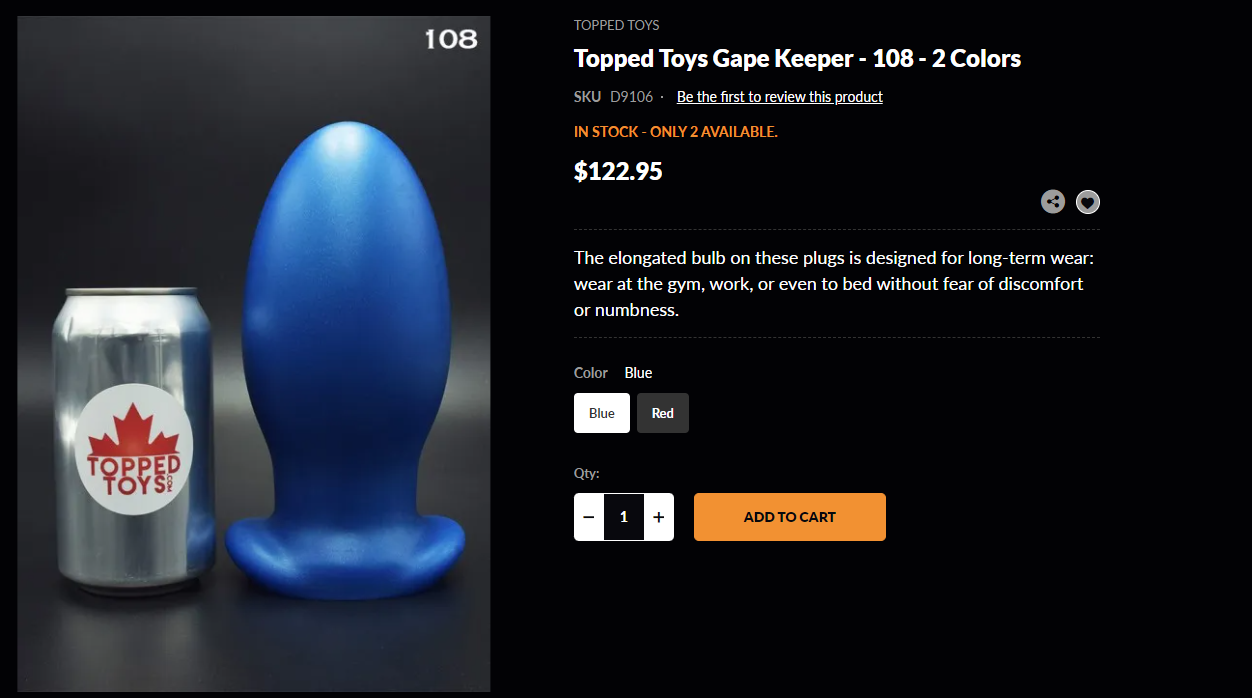 108
TOPPED
TOYS.COM
TOPPED TOYS
Topped Toys Gape Keeper - 108 - 2 Colors
SKU D9106 · Be the first to review this product
IN STOCK - ONLY 2 AVAILABLE.
$122.95
The elongated bulb on these plugs is designed for long-term wear:
wear at the gym, work, or even to bed without fear of discomfort
or numbness.
Color Blue
Blue Red
Qty:
− 1 + ADD TO CART